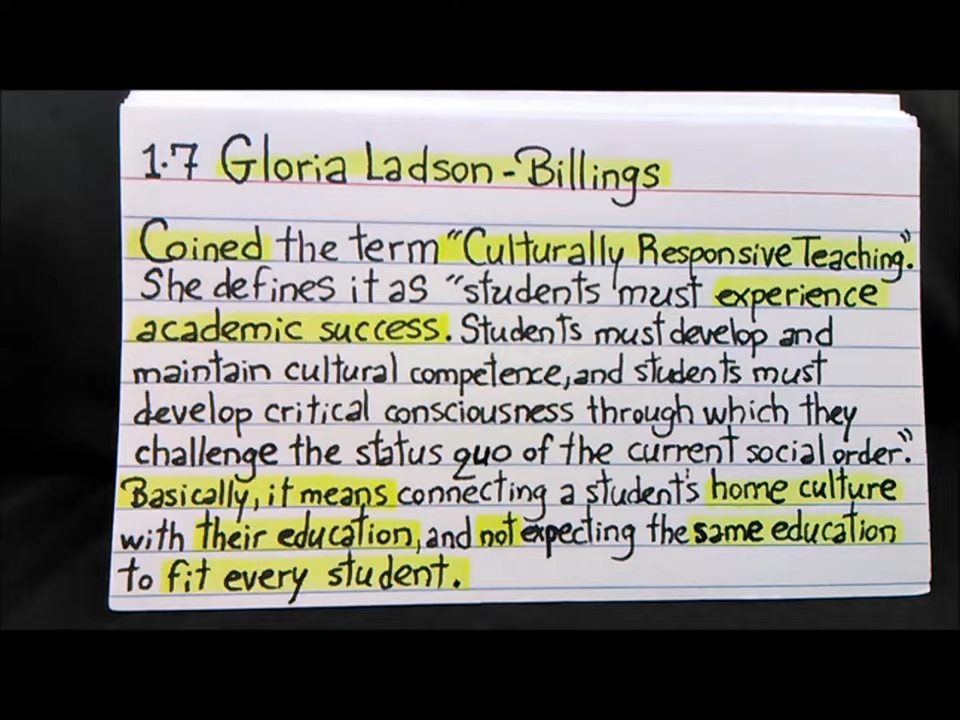 1.7 Gloria Ladson-Billings
Coined the term "Culturally Responsive Teaching."
She defines it as "students must experience
academic success. Students must develop and
maintain cultural competence, and students must
develop critical consciousness through which they
challenge the status quo of the current social order."
Basically, it means connecting a student's home culture
with their education, and not expecting the same education
to fit every student.